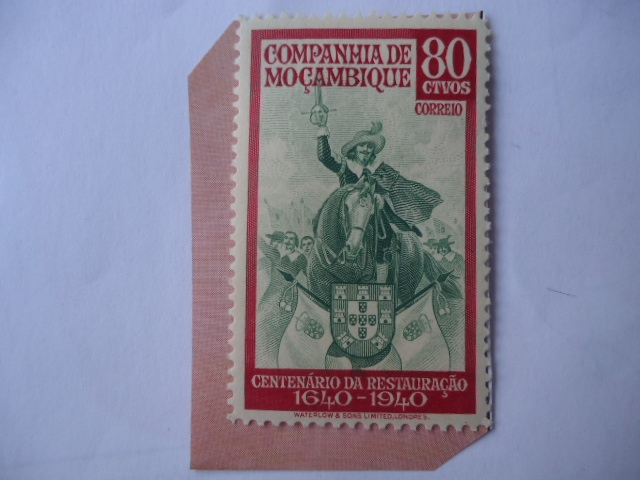 COMPANHIA DE
MOÇAMBIQUE
80
CTVOS
CORREIO
CENTENÁRIO DA RESTAURAÇÃO
1640-1940
WATERLOW & SONS LIMITED, LONDRES.